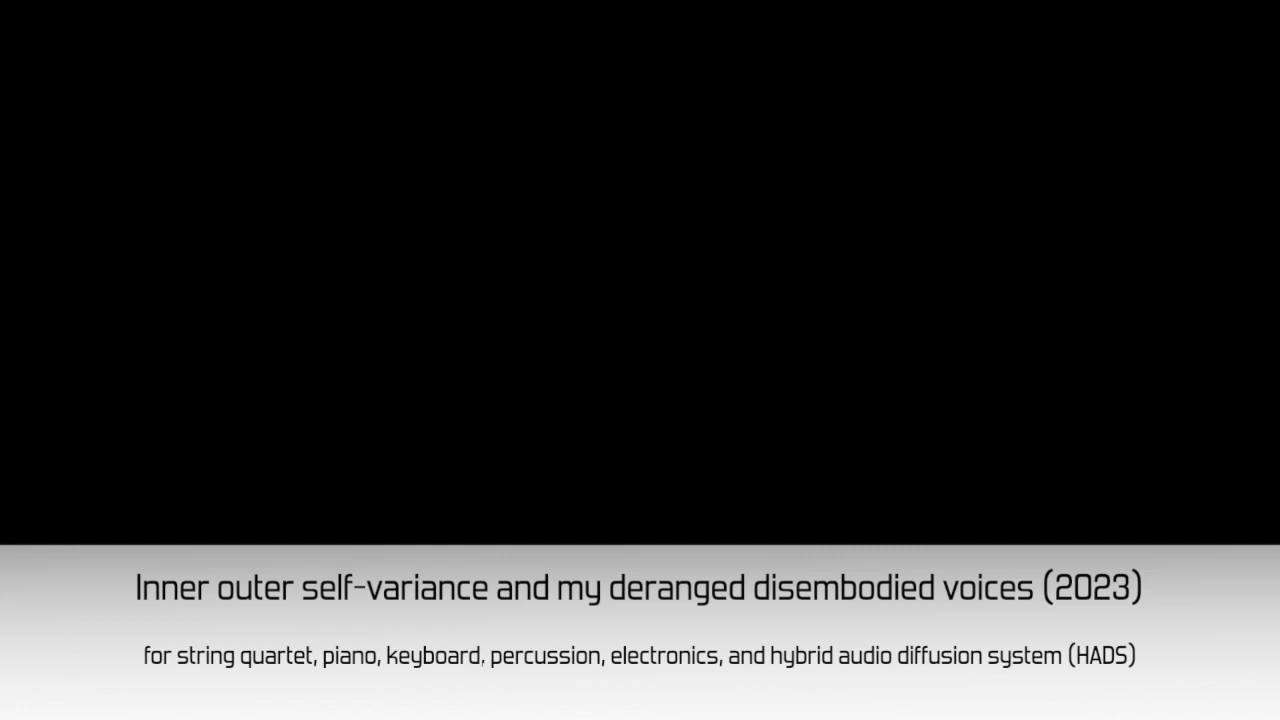 Inner outer self-variance and my deranged disembodied voices (2023)
for string quartet, piano, keyboard, percussion, electronics, and hybrid audio diffusion system (HADS)